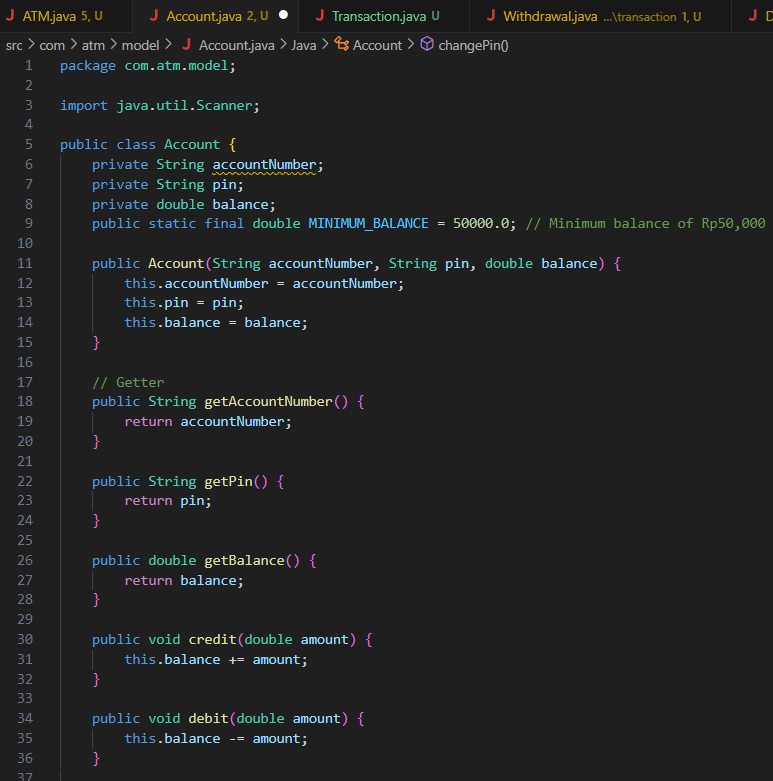 J ATM.java 5, U J Account.java 2, U ● J Transaction.java U J Withdrawal.java ...\transaction 1, U J
src > com > atm > model > J Account.java > Java > Account > changePin()
1 package com.atm.model;
2
3 import java.util.Scanner;
4
5 public class Account {
6 private String accountNumber;
7 private String pin;
8 private double balance;
9 public static final double MINIMUM_BALANCE = 50000.0; // Minimum balance of Rp50,000
10
11 public Account(String accountNumber, String pin, double balance) {
12 this.accountNumber = accountNumber;
13 this.pin = pin;
14 this.balance = balance;
15 }
16
17 // Getter
18 public String getAccountNumber() {
19 return accountNumber;
20 }
21
22 public String getPin() {
23 return pin;
24 }
25
26 public double getBalance() {
27 return balance;
28 }
29
30 public void credit(double amount) {
31 this.balance += amount;
32 }
33
34 public void debit(double amount) {
35 this.balance -= amount;
36 }
37